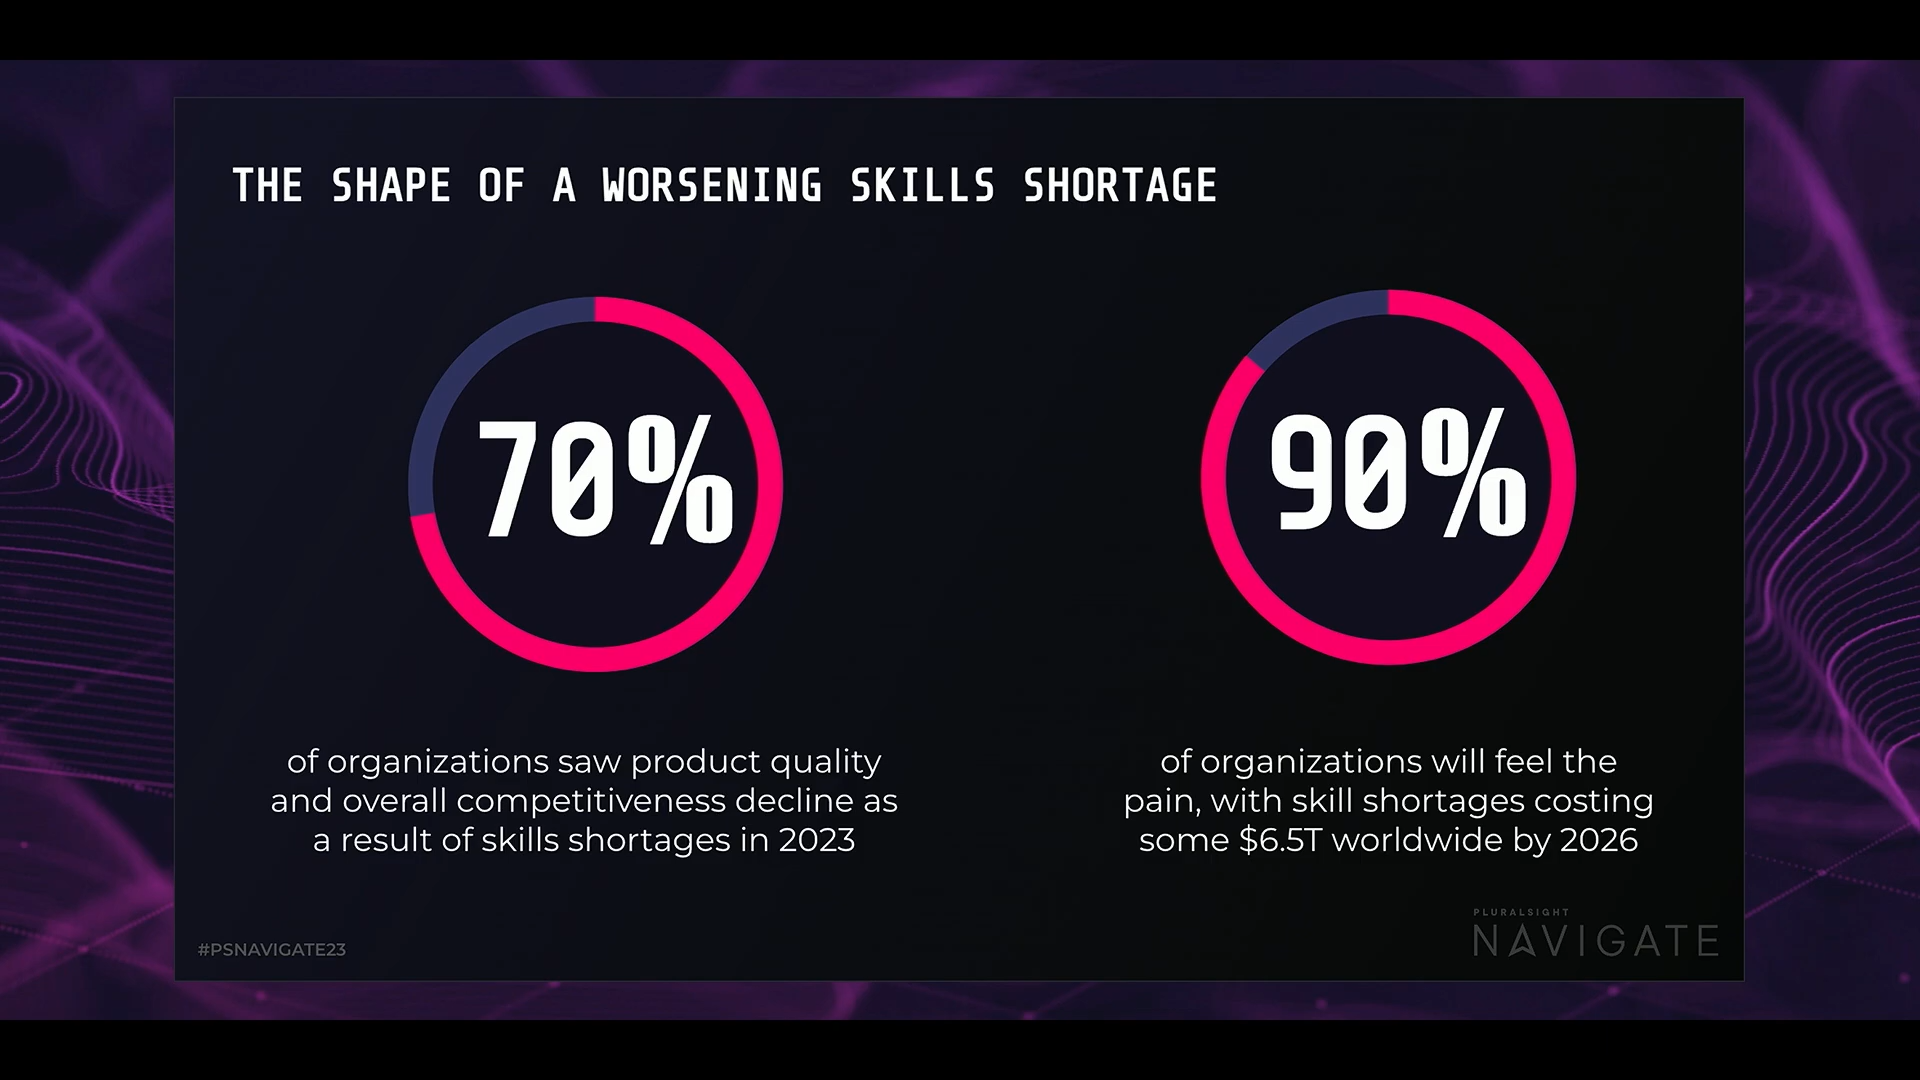 THE SHAPE OF A WORSENING SKILLS SHORTAGE
70%
of organizations saw product quality
and overall competitiveness decline as
a result of skills shortages in 2023
90%
of organizations will feel the
pain, with skill shortages costing
some $6.5T worldwide by 2026
#PSNAVIGATE23
PLURALSIGHT
NAVIGATE